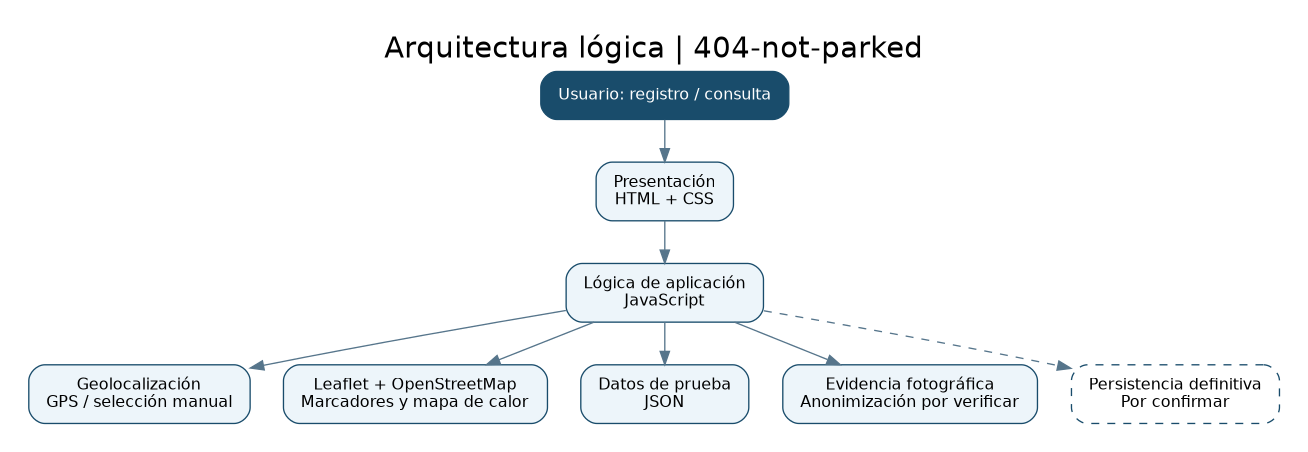 Arquitectura lógica | 404-not-parked
Usuario: registro / consulta
Presentación
HTML + CSS
Lógica de aplicación
JavaScript
Geolocalización
GPS / selección manual
Leaflet + OpenStreetMap
Marcadores y mapa de calor
Datos de prueba
JSON
Evidencia fotográfica
Anonimización por verificar
Persistencia definitiva
Por confirmar